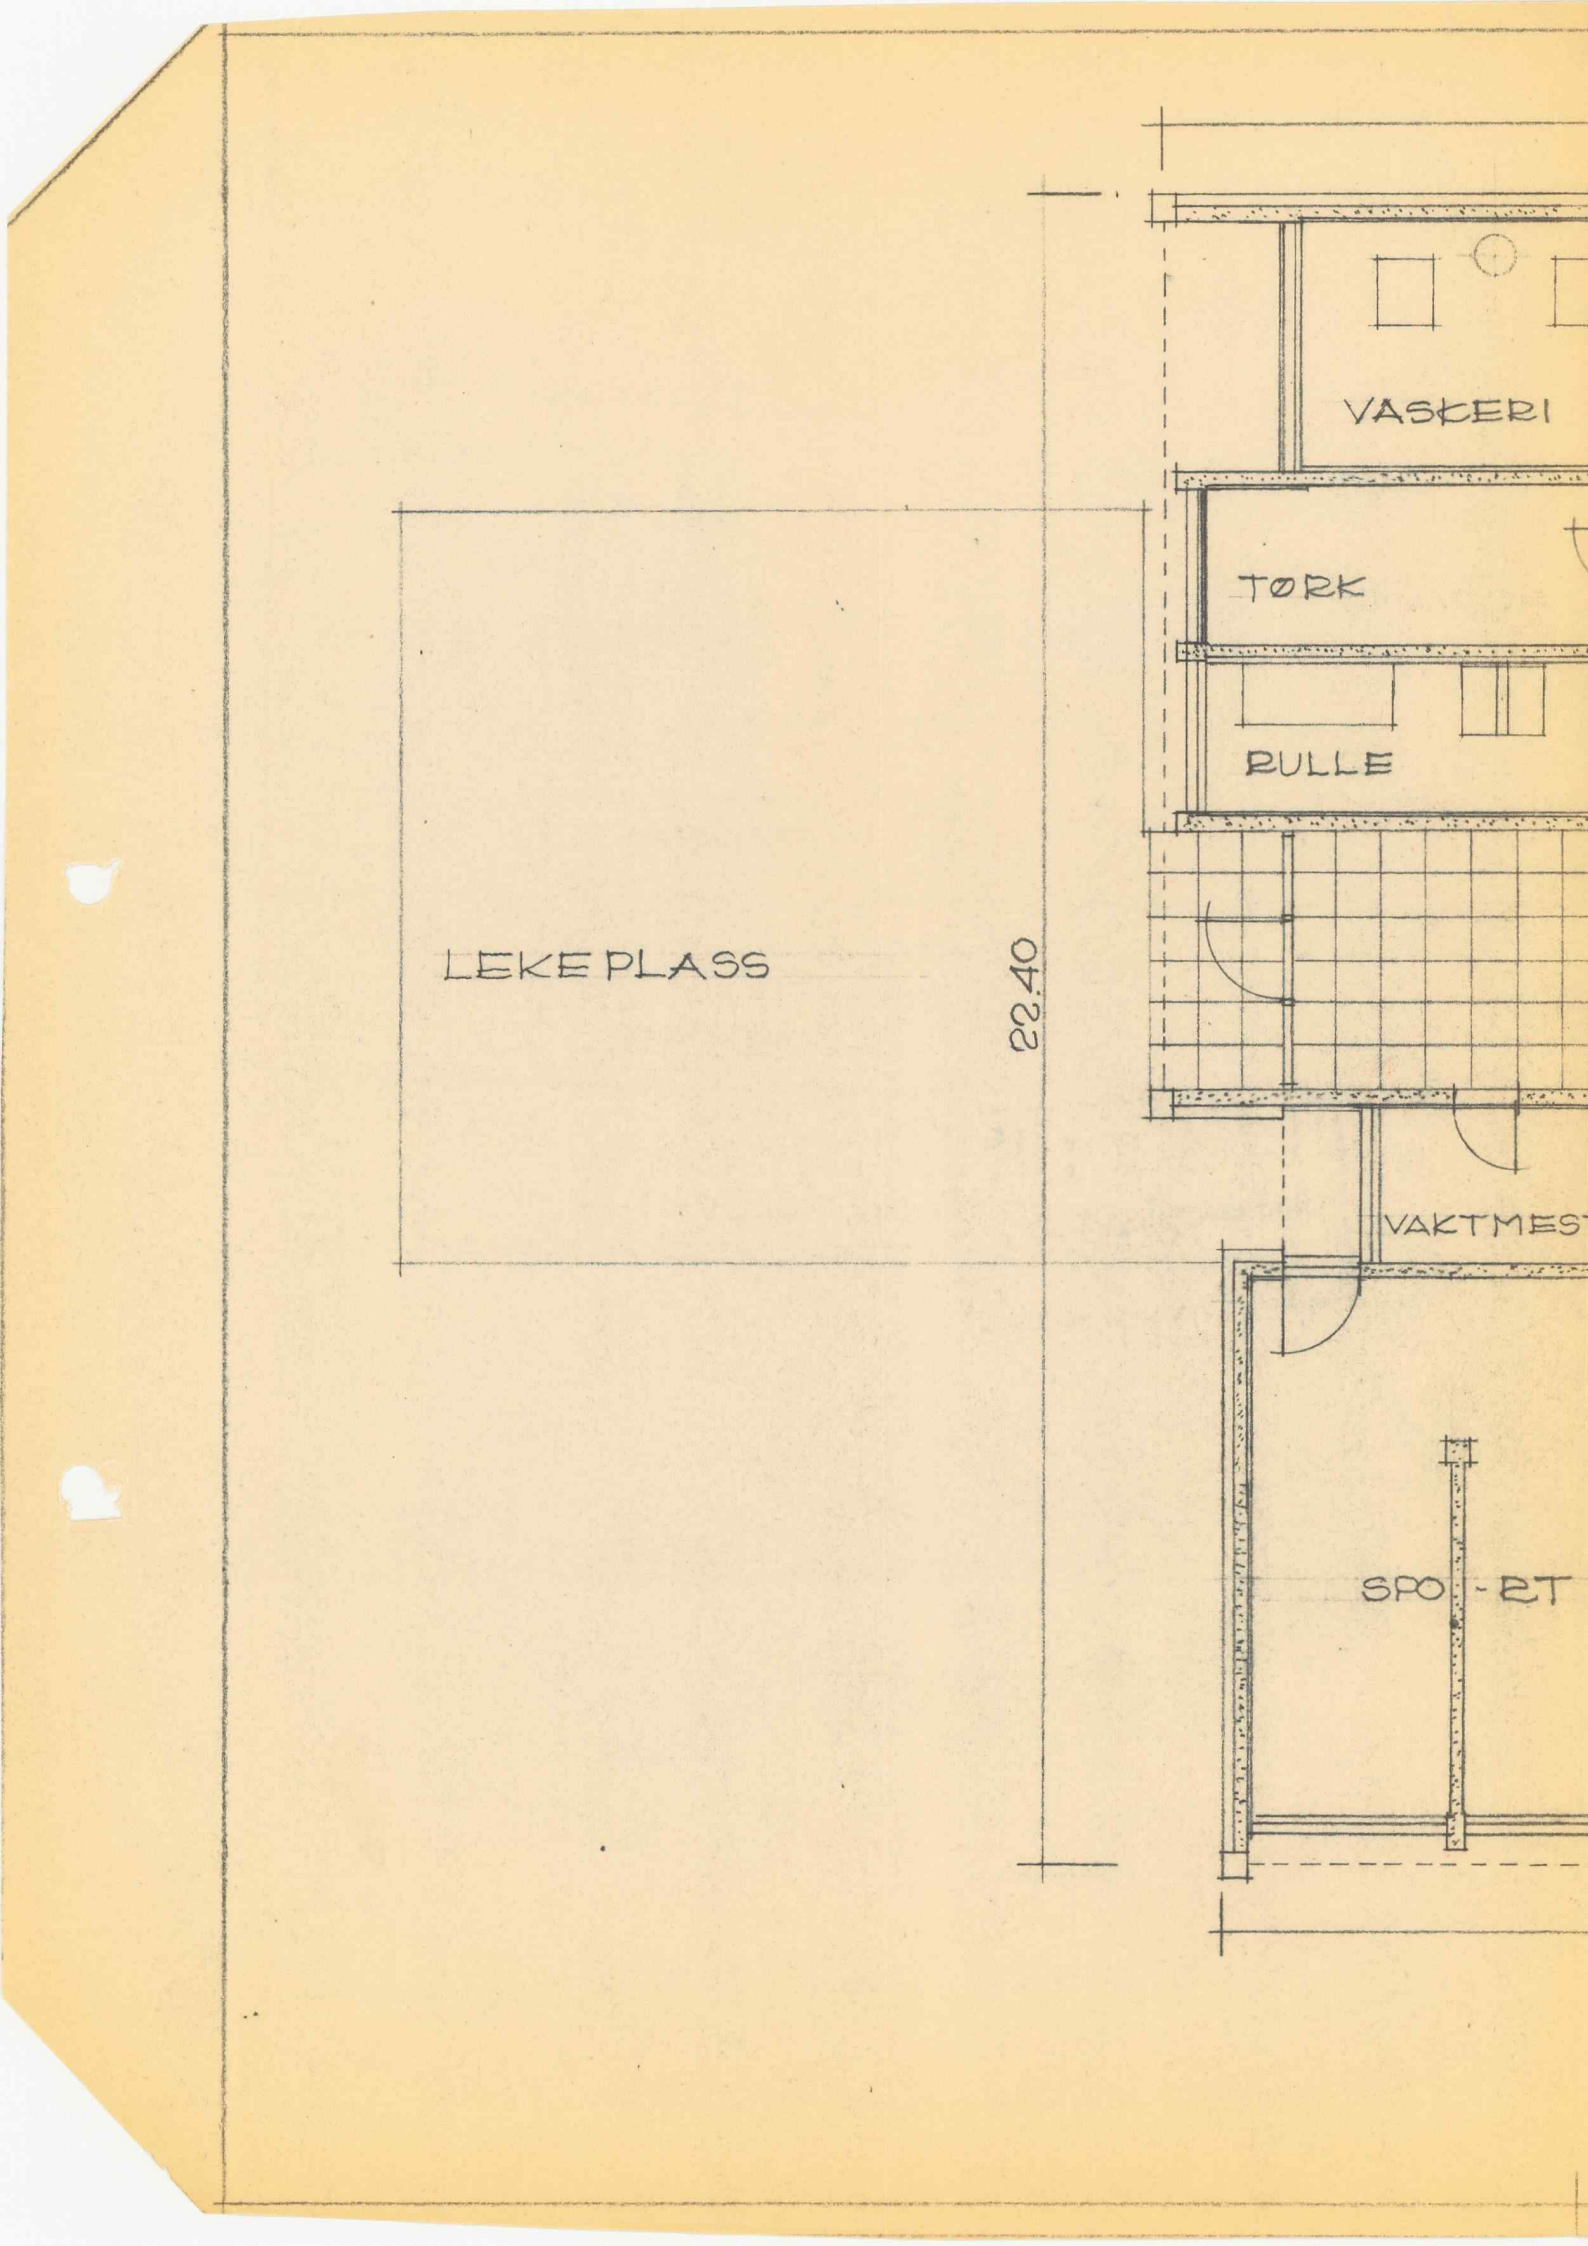 VASKERI
TØRK
RULLE
LEKEPLASS
22.40
VAKTMEST
SPO-RT